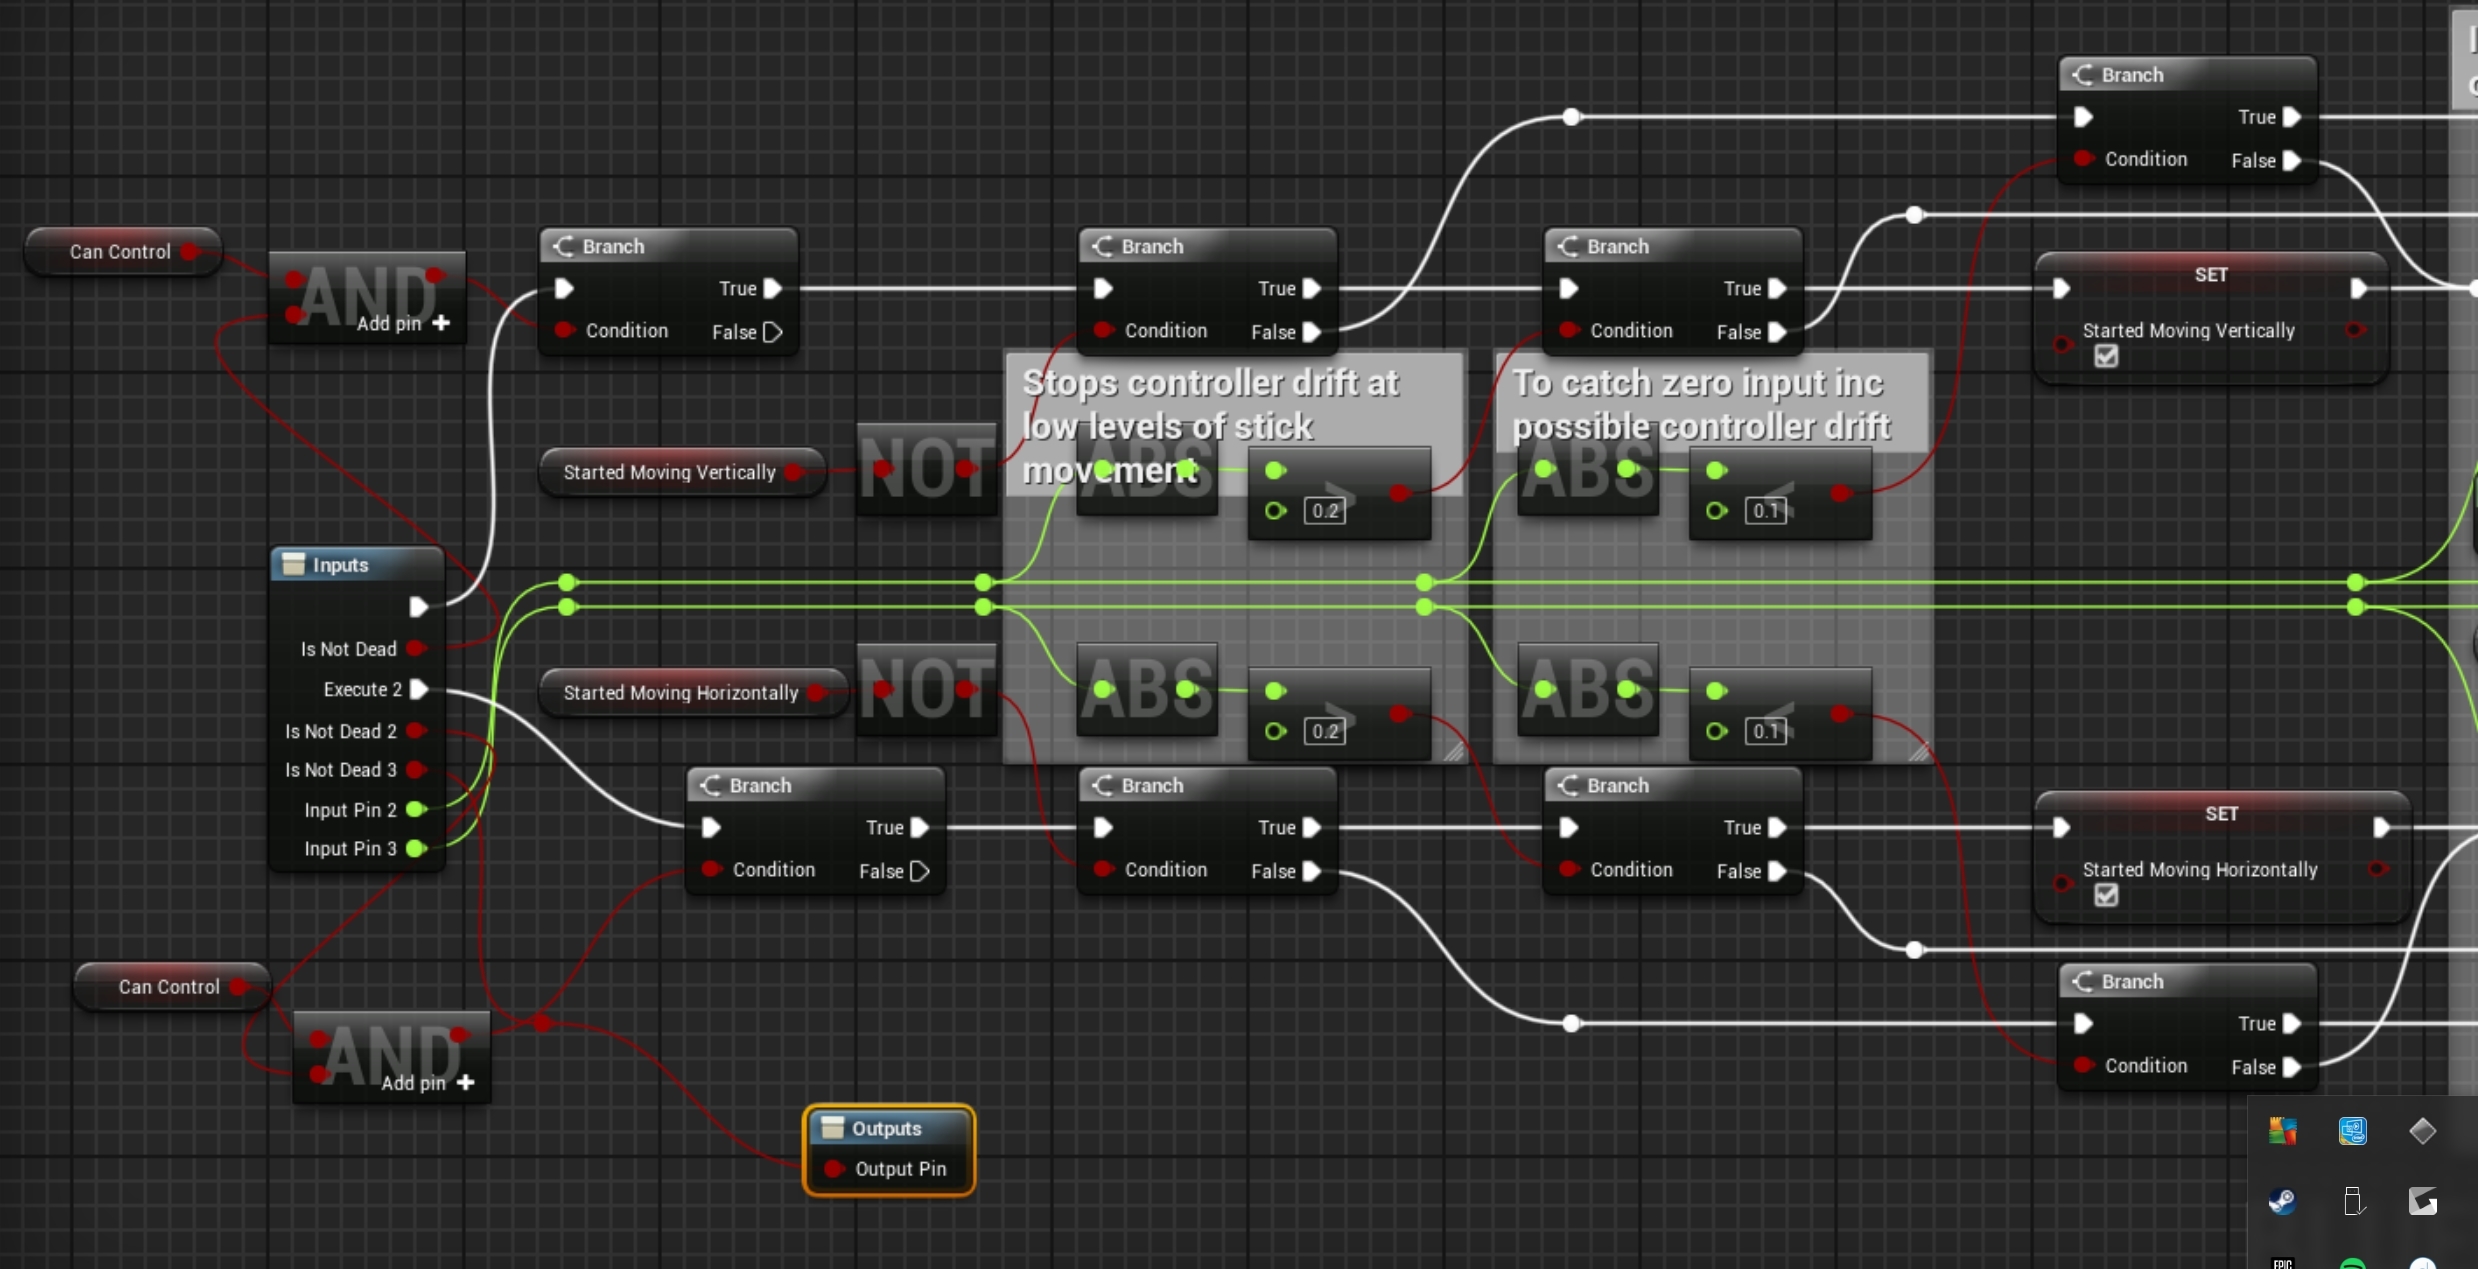 Branch
True
Condition False
Can Control
AND
Add pin
Branch
True
Condition False
Branch
True
Condition False
Branch
True
Condition False
SET
Started Moving Vertically
Stops controller drift at
low levels of stick
movement
To catch zero input inc
possible controller drift
Started Moving Vertically
NOT
ABS
>
0.2
ABS
<
0.1
Inputs
Is Not Dead
Execute 2
Is Not Dead 2
Is Not Dead 3
Input Pin 2
Input Pin 3
Started Moving Horizontally
NOT
ABS
>
0.2
ABS
<
0.1
Branch
True
Condition False
Branch
True
Condition False
Branch
True
Condition False
SET
Started Moving Horizontally
Can Control
AND
Add pin
Branch
True
Condition False
Outputs
Output Pin
EPIC